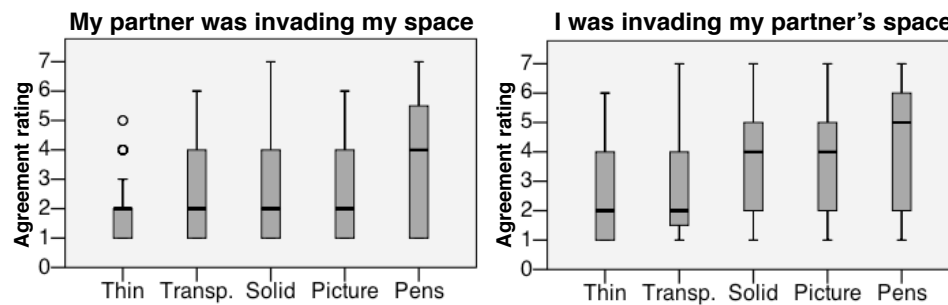 My partner was invading my space
Agreement rating
7
6
5
4
3
2
1
0
Thin Transp. Solid Picture Pens
I was invading my partner's space
Agreement rating
7
6
5
4
3
2
1
0
Thin Transp. Solid Picture Pens